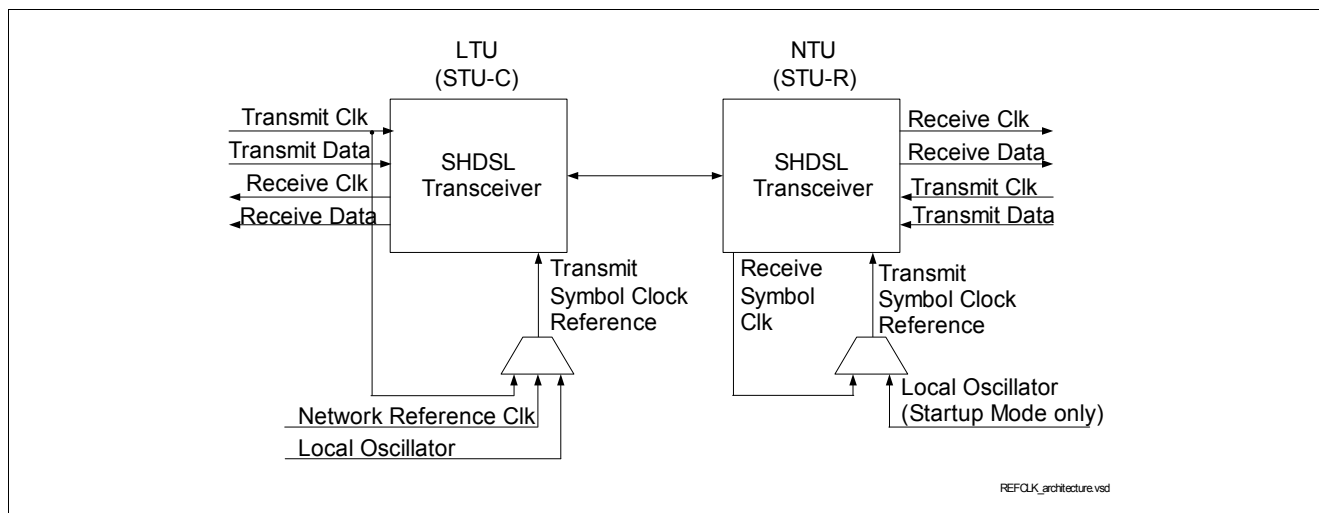 LTU
(STU-C)
NTU
(STU-R)
Transmit Clk
Transmit Data
Receive Clk
Receive Data
SHDSL
Transceiver
SHDSL
Transceiver
Receive Clk
Receive Data
Transmit Clk
Transmit Data
Transmit
Symbol Clock
Reference
Receive
Symbol
Clk
Transmit
Symbol Clock
Reference
Network Reference Clk
Local Oscillator
Local Oscillator
(Startup Mode only)
REFCLK_architecture.vsd